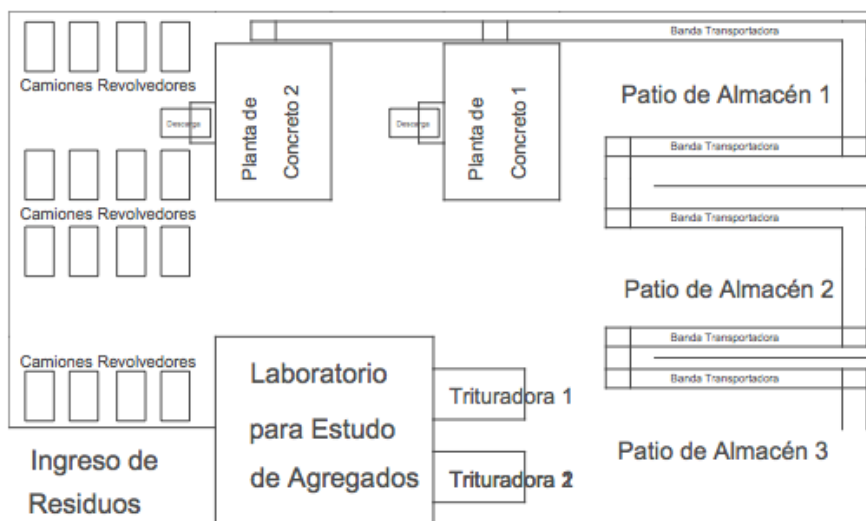 Banda Transportadora
Camiones Revolvedores
Planta de
Concreto 2
Planta de
Concreto 1
Patio de Almacén 1
Descarga
Descarga
Banda Transportadora
Camiones Revolvedores
Banda Transportadora
Patio de Almacén 2
Banda Transportadora
Camiones Revolvedores
Banda Transportadora
Laboratorio
para Estudo
de Agregados
Trituradora 1
Patio de Almacén 3
Ingreso de
Residuos
Trituradora